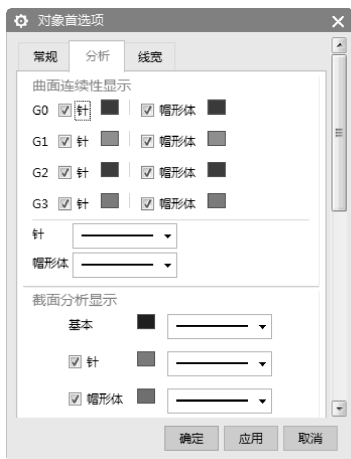 对象首选项
常规 分析 线宽
曲面连续性显示
G0 针 帽形体
G1 针 帽形体
G2 针 帽形体
G3 针 帽形体
针
帽形体
截面分析显示
基本
针
帽形体
确定 应用 取消